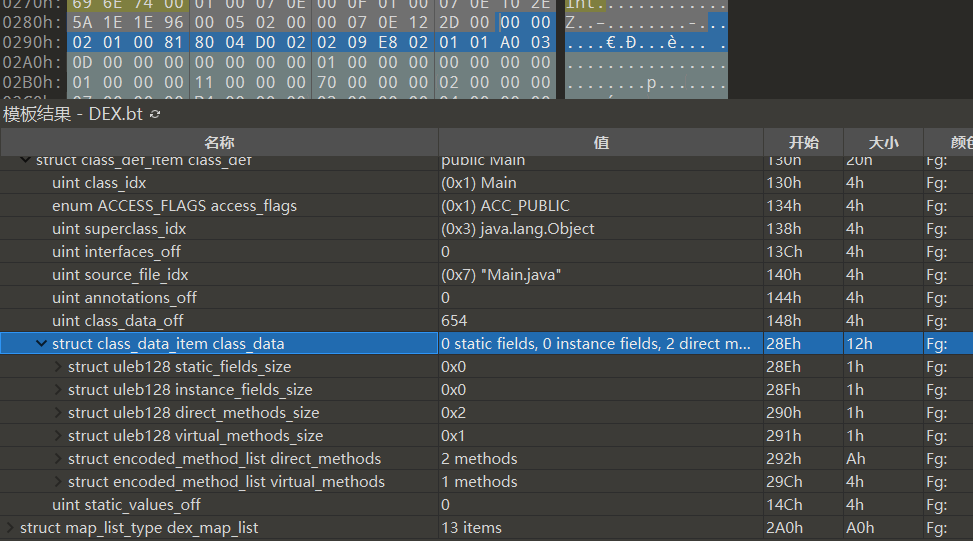 0270h: 69 6E 74 00 01 00 07 0E 00 0F 01 00 07 0E 10 2E int.............
0280h: 5A 1E 1E 96 00 05 02 00 00 07 0E 12 2D 00 00 00 Z..–........-...
0290h: 02 01 00 81 80 04 D0 02 02 09 E8 02 01 01 A0 03 ....€.Ð...è... .
02A0h: 0D 00 00 00 00 00 00 00 01 00 00 00 00 00 00 00 ................
02B0h: 01 00 00 00 11 00 00 00 70 00 00 00 02 00 00 00 ........p.......
模板结果 - DEX.bt
名称 值 开始 大小 颜色
struct class_def_item class_def public Main 130h 20h Fg:
uint class_idx (0x1) Main 130h 4h Fg:
enum ACCESS_FLAGS access_flags (0x1) ACC_PUBLIC 134h 4h Fg:
uint superclass_idx (0x3) java.lang.Object 138h 4h Fg:
uint interfaces_off 0 13Ch 4h Fg:
uint source_file_idx (0x7) "Main.java" 140h 4h Fg:
uint annotations_off 0 144h 4h Fg:
uint class_data_off 654 148h 4h Fg:
struct class_data_item class_data 0 static fields, 0 instance fields, 2 direct m... 28Eh 12h Fg:
struct uleb128 static_fields_size 0x0 28Eh 1h Fg:
struct uleb128 instance_fields_size 0x0 28Fh 1h Fg:
struct uleb128 direct_methods_size 0x2 290h 1h Fg:
struct uleb128 virtual_methods_size 0x1 291h 1h Fg:
struct encoded_method_list direct_methods 2 methods 292h Ah Fg:
struct encoded_method_list virtual_methods 1 methods 29Ch 4h Fg:
uint static_values_off 0 14Ch 4h Fg:
struct map_list_type dex_map_list 13 items 2A0h A0h Fg: